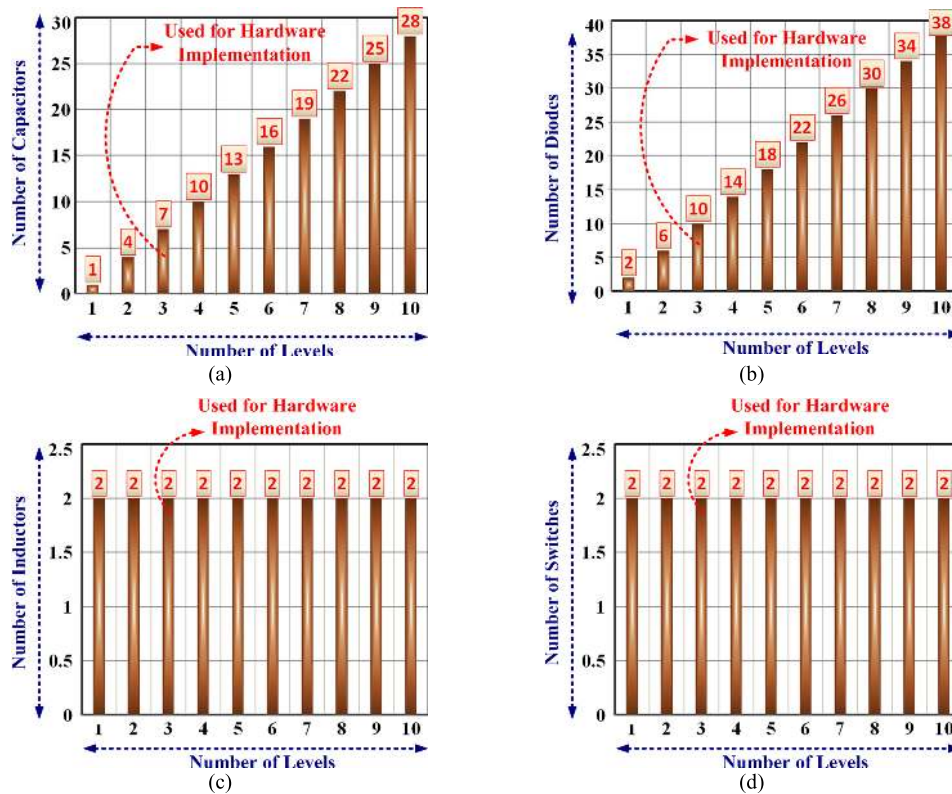 Number of Capacitors
30
25
20
15
10
5
0
Used for Hardware
Implementation
1
4
7
10
13
16
19
22
25
28
1 2 3 4 5 6 7 8 9 10
Number of Levels
(a)
Number of Diodes
40
35
30
25
20
15
10
5
0
Used for Hardware
Implementation
2
6
10
14
18
22
26
30
34
38
1 2 3 4 5 6 7 8 9 10
Number of Levels
(b)
Used for Hardware
Implementation
Number of Inductors
2.5
2
1.5
1
0.5
0
2 2 2 2 2 2 2 2 2 2
1 2 3 4 5 6 7 8 9 10
Number of Levels
(c)
Used for Hardware
Implementation
Number of Switches
2.5
2
1.5
1
0.5
0
2 2 2 2 2 2 2 2 2 2
1 2 3 4 5 6 7 8 9 10
Number of Levels
(d)